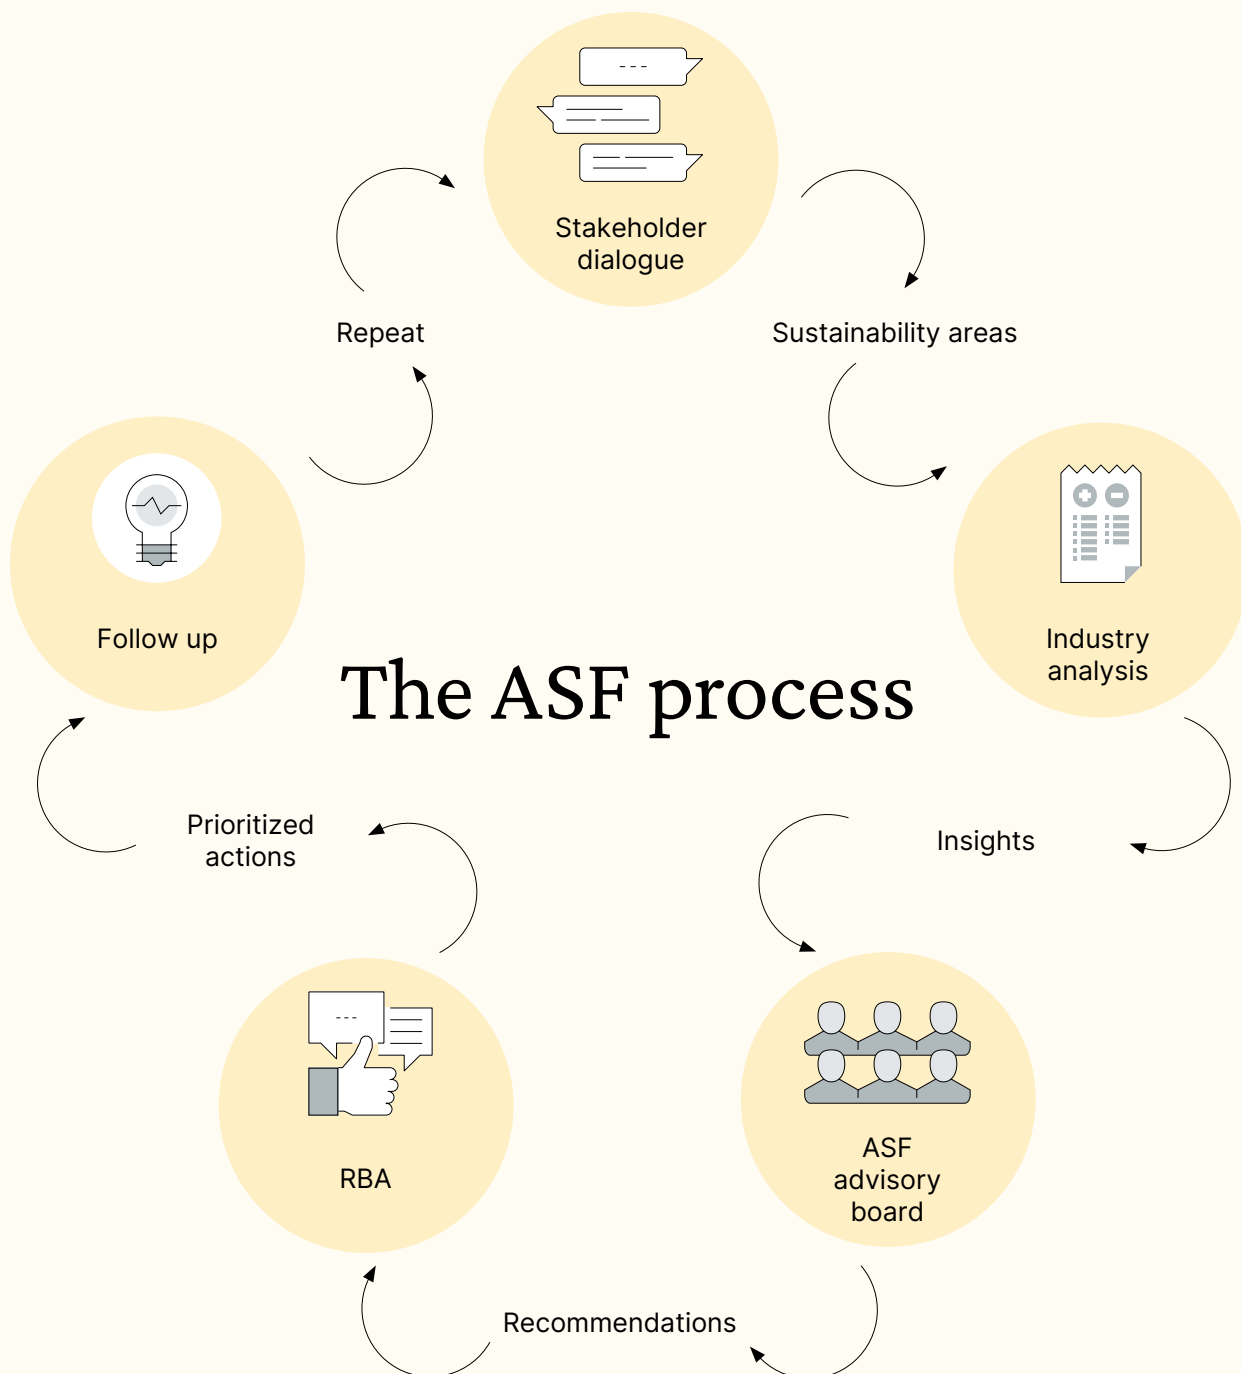 Stakeholder
dialogue
Repeat
Sustainability areas
Follow up
Industry
analysis
The ASF process
Prioritized
actions
Insights
RBA
ASF
advisory
board
Recommendations